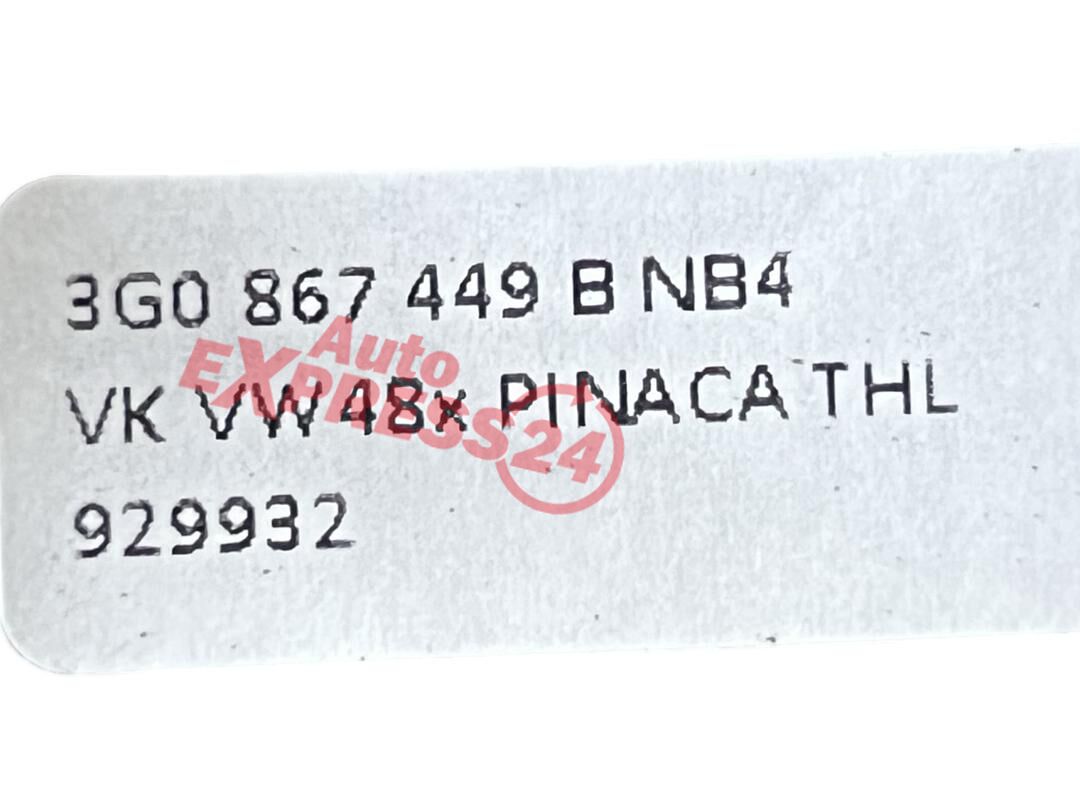 3G0 867 449 B NB4
VK VW48x PINACA THL
929932
Auto
EXPRESS24